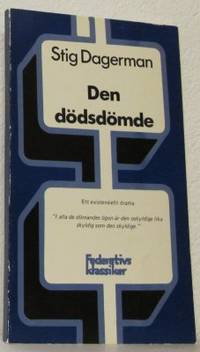 Stig Dagerman
Den
dödsdömde
Ett existentiellt drama
"I alla de dömandes ögon är den oskyldige lika
skyldig som den skyldige."
Federativs
klassiker